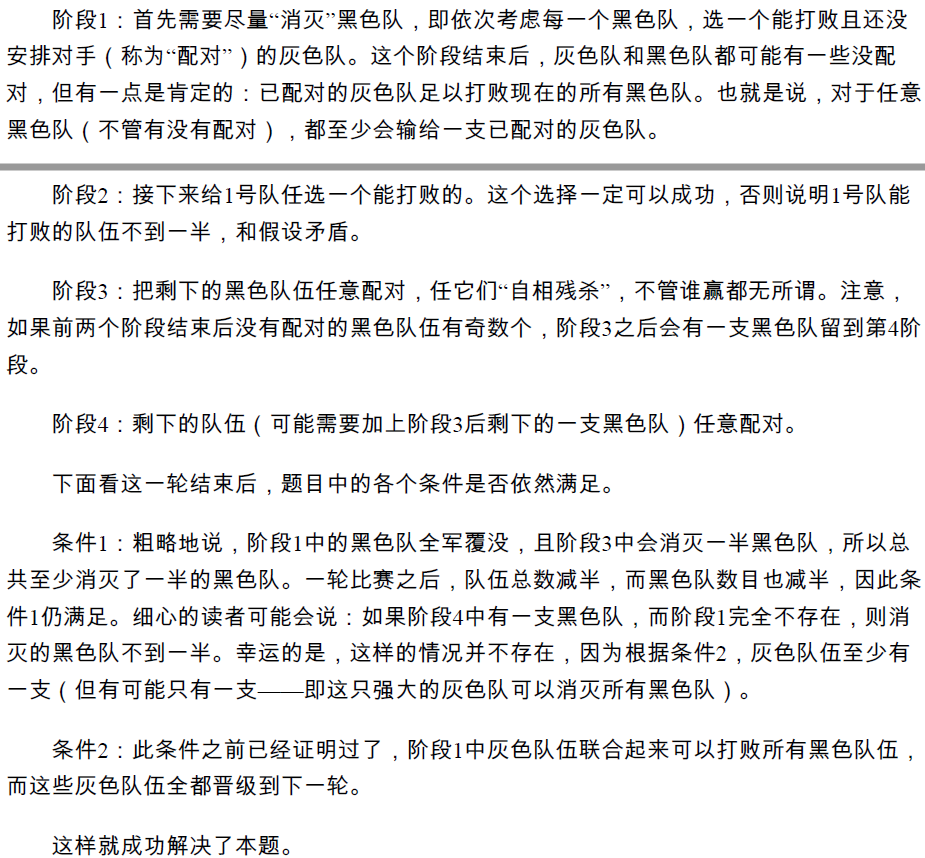 阶段1：首先需要尽量“消灭”黑色队，即依次考虑每一个黑色队，选一个能打败且还没
安排对手（称为“配对”）的灰色队。这个阶段结束后，灰色队和黑色队都可能有一些没配
对，但有一点是肯定的：已配对的灰色队足以打败现在的所有黑色队。也就是说，对于任意
黑色队（不管有没有配对），都至少会输给一支已配对的灰色队。
阶段2：接下来给1号队任选一个能打败的。这个选择一定可以成功，否则说明1号队能
打败的队伍不到一半，和假设矛盾。
阶段3：把剩下的黑色队伍任意配对，任它们“自相残杀”，不管谁赢都无所谓。注意，
如果前两个阶段结束后没有配对的黑色队伍有奇数个，阶段3之后会有一支黑色队留到第4阶
段。
阶段4：剩下的队伍（可能需要加上阶段3后剩下的一支黑色队）任意配对。
下面看这一轮结束后，题目中的各个条件是否依然满足。
条件1：粗略地说，阶段1中的黑色队全军覆没，且阶段3中会消灭一半黑色队，所以总
共至少消灭了一半的黑色队。一轮比赛之后，队伍总数减半，而黑色队数目也减半，因此条
件1仍满足。细心的读者可能会说：如果阶段4中有一支黑色队，而阶段1完全不存在，则消
灭的黑色队不到一半。幸运的是，这样的情况并不存在，因为根据条件2，灰色队伍至少有
一支（但有可能只有一支——即这只强大的灰色队可以消灭所有黑色队）。
条件2：此条件之前已经证明过了，阶段1中灰色队伍联合起来可以打败所有黑色队伍，
而这些灰色队伍全都晋级到下一轮。
这样就成功解决了本题。